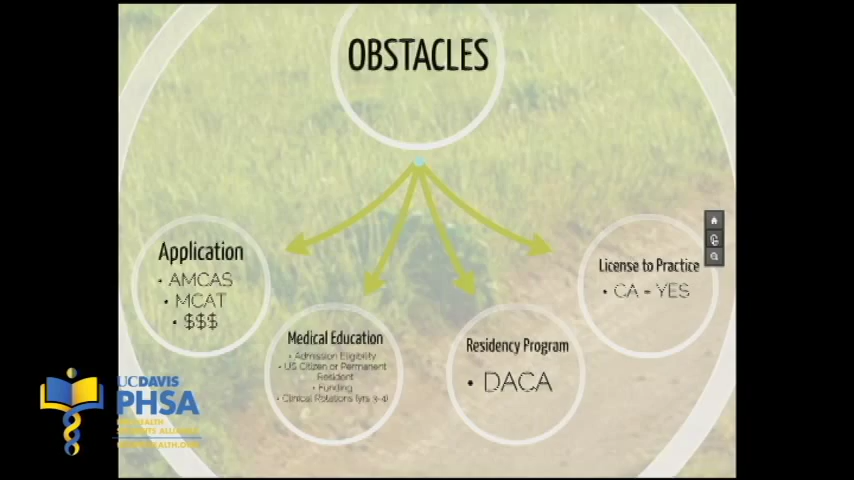 OBSTACLES
Application
• AMCAS
• MCAT
• $$$
Medical Education
• Admission Eligibility
• US Citizen or Permanent
Resident
• Funding
• Clinical Rotations (yrs 3-4)
Residency Program
• DACA
License to Practice
• CA = YES
UCDAVIS
PHSA